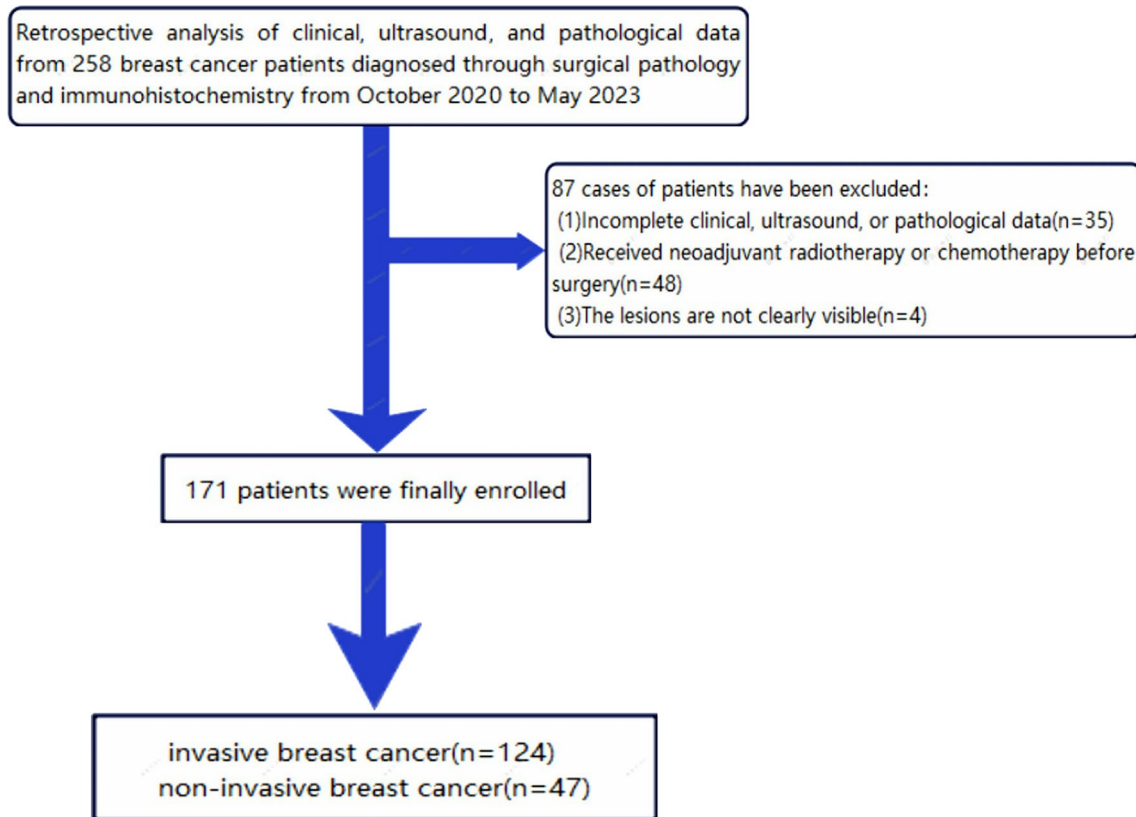 Retrospective analysis of clinical, ultrasound, and pathological data
from 258 breast cancer patients diagnosed through surgical pathology
and immunohistochemistry from October 2020 to May 2023
87 cases of patients have been excluded:
(1)Incomplete clinical, ultrasound, or pathological data(n=35)
(2)Received neoadjuvant radiotherapy or chemotherapy before
surgery(n=48)
(3)The lesions are not clearly visible(n=4)
171 patients were finally enrolled
invasive breast cancer(n=124)
non-invasive breast cancer(n=47)